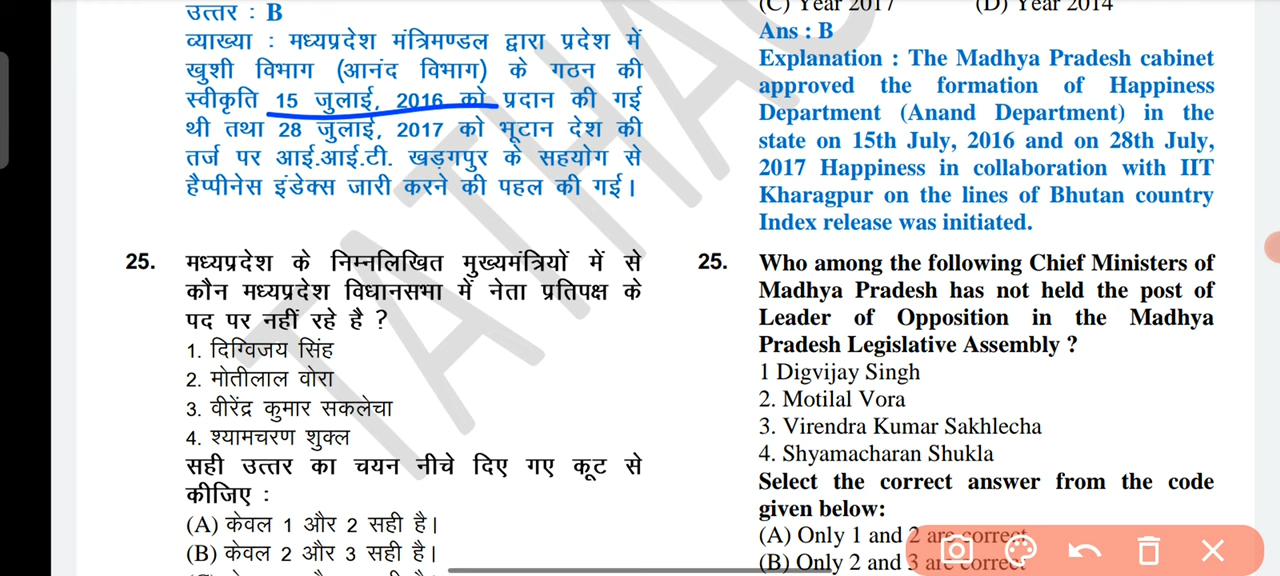 उत्तर : B
व्याख्या : मध्यप्रदेश मंत्रिमण्डल द्वारा प्रदेश में
खुशी विभाग (आनंद विभाग) के गठन की
स्वीकृति 15 जुलाई, 2016 को प्रदान की गई
थी तथा 28 जुलाई, 2017 को भूटान देश की
तर्ज पर आई.आई.टी. खड़गपुर के सहयोग से
हैप्पीनेस इंडेक्स जारी करने की पहल की गई।
25. मध्यप्रदेश के निम्नलिखित मुख्यमंत्रियों में से
कौन मध्यप्रदेश विधानसभा में नेता प्रतिपक्ष के
पद पर नहीं रहे है ?
1. दिग्विजय सिंह
2. मोतीलाल वोरा
3. वीरेंद्र कुमार सकलेचा
4. श्यामचरण शुक्ल
सही उत्तर का चयन नीचे दिए गए कूट से
कीजिए :
(A) केवल 1 और 2 सही है।
(B) केवल 2 और 3 सही है।
(C) Year 2017 (D) Year 2014
Ans : B
Explanation : The Madhya Pradesh cabinet
approved the formation of Happiness
Department (Anand Department) in the
state on 15th July, 2016 and on 28th July,
2017 Happiness in collaboration with IIT
Kharagpur on the lines of Bhutan country
Index release was initiated.
25. Who among the following Chief Ministers of
Madhya Pradesh has not held the post of
Leader of Opposition in the Madhya
Pradesh Legislative Assembly ?
1 Digvijay Singh
2. Motilal Vora
3. Virendra Kumar Sakhlecha
4. Shyamacharan Shukla
Select the correct answer from the code
given below:
(A) Only 1 and 2 are correct
(B) Only 2 and 3 are correct